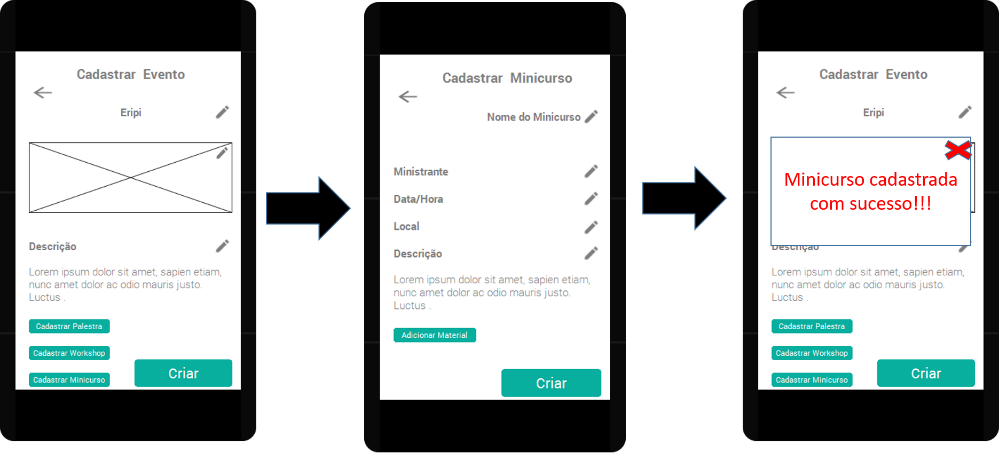 Cadastrar Evento
Eripi
Descrição
Lorem ipsum dolor sit amet, sapien etiam,
nunc amet dolor ac odio mauris justo.
Luctus .
Cadastrar Palestra
Cadastrar Workshop
Cadastrar Minicurso
Criar
Cadastrar Minicurso
Nome do Minicurso
Ministrante
Data/Hora
Local
Descrição
Lorem ipsum dolor sit amet, sapien etiam,
nunc amet dolor ac odio mauris justo.
Luctus .
Adicionar Material
Criar
Cadastrar Evento
Eripi
Minicurso cadastrada
com sucesso!!!
Descrição
Lorem ipsum dolor sit amet, sapien etiam,
nunc amet dolor ac odio mauris justo.
Luctus .
Cadastrar Palestra
Cadastrar Workshop
Cadastrar Minicurso
Criar